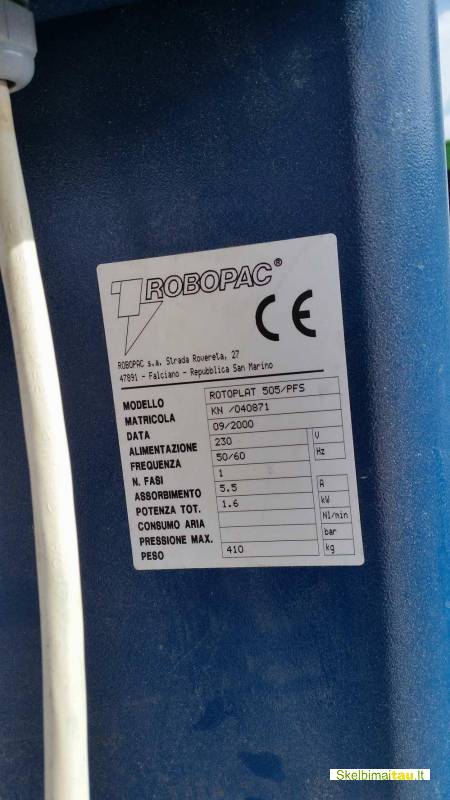 ROBOPAC®
CE
ROBOPAC s.a. Strada Rovereta, 27
47891 - Falciano - Repubblica San Marino
MODELLO ROTOPLAT 505/PFS
MATRICOLA KN /040871
DATA 09/2000
ALIMENTAZIONE 230 V
FREQUENZA 50/60 Hz
N. FASI 1
ASSORBIMENTO 5.5 A
POTENZA TOT. 1.6 kW
CONSUMO ARIA Nl/min
PRESSIONE MAX. bar
PESO 410 kg
Skelbimaitau.lt